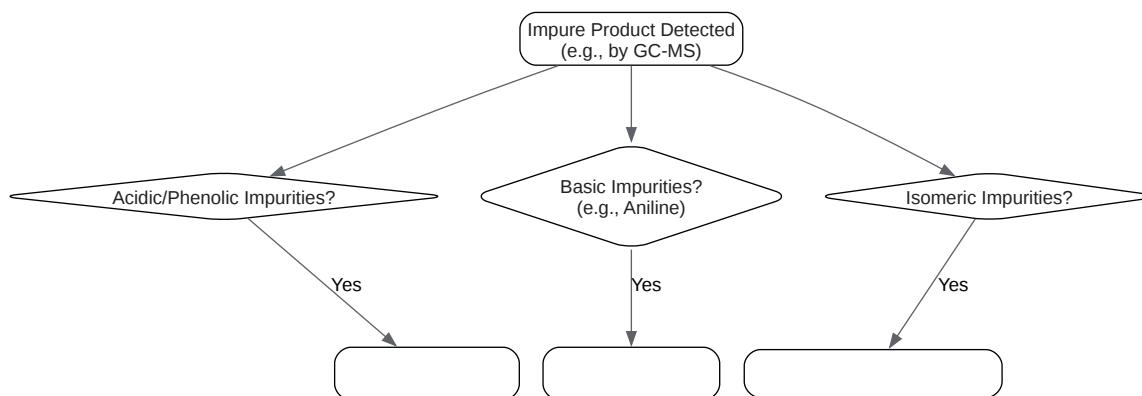 Impure Product Detected
(e.g., by GC-MS)
Acidic/Phenolic Impurities?
Basic Impurities?
(e.g., Aniline)
Isomeric Impurities?
Yes
Yes
Yes